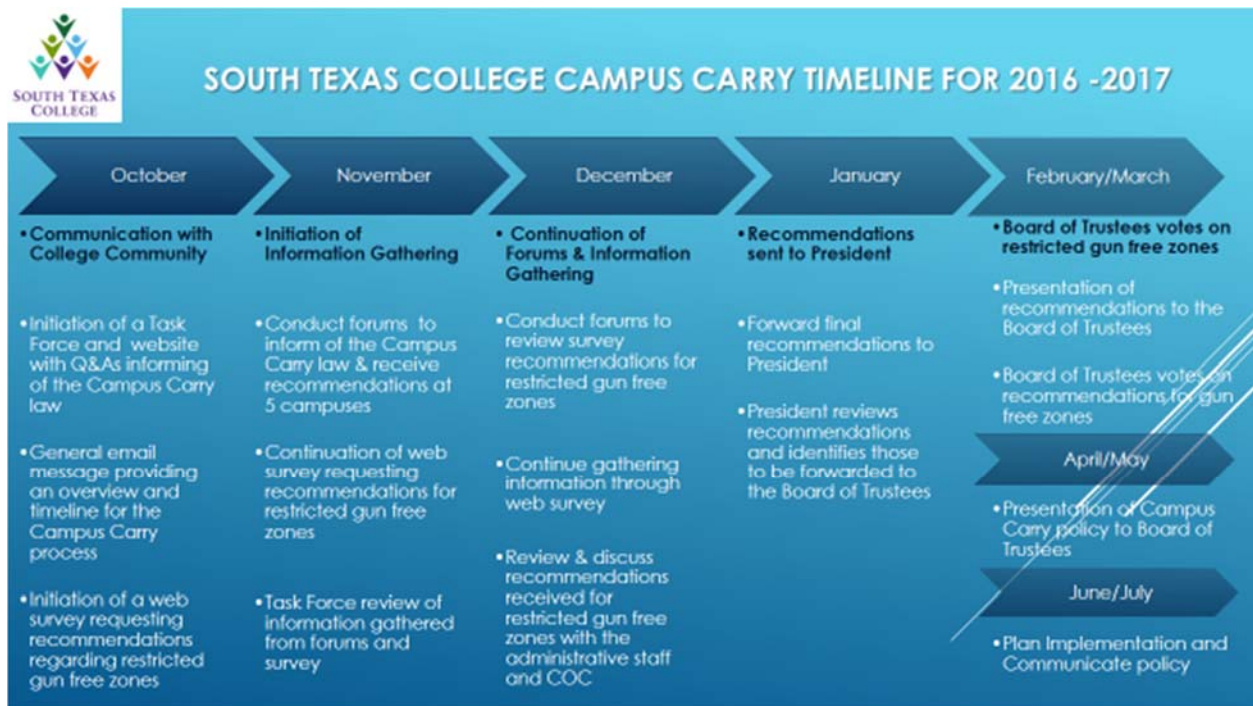 SOUTH TEXAS
COLLEGE
SOUTH TEXAS COLLEGE CAMPUS CARRY TIMELINE FOR 2016 -2017
October
•Communication with
College Community
•Initiation of a Task
Force and website
with Q&As informing
of the Campus Carry
law
•General email
message providing
an overview and
timeline for the
Campus Carry
process
•Initiation of a web
survey requesting
recommendations
regarding restricted
gun free zones
November
•Initiation of
Information Gathering
•Conduct forums to
inform of the Campus
Carry law & receive
recommendations at
5 campuses
•Continuation of web
survey requesting
recommendations for
restricted gun free
zones
•Task Force review of
information gathered
from forums and
survey
December
• Continuation of
Forums & Information
Gathering
•Conduct forums to
review survey
recommendations for
restricted gun free
zones
•Continue gathering
information through
web survey
•Review & discuss
recommendations
received for
restricted gun free
zones with the
administrative staff
and COC
January
•Recommendations
sent to President
•Forward final
recommendations to
President
•President reviews
recommendations
and identifies those
to be forwarded to
the Board of Trustees
February/March
•Board of Trustees votes on
restricted gun free zones
•Presentation of
recommendations to the
Board of Trustees
•Board of Trustees votes on
recommendations for gun
free zones
April/May
•Presentation of Campus
Carry policy to Board of
Trustees
June/July
•Plan Implementation and
Communicate policy